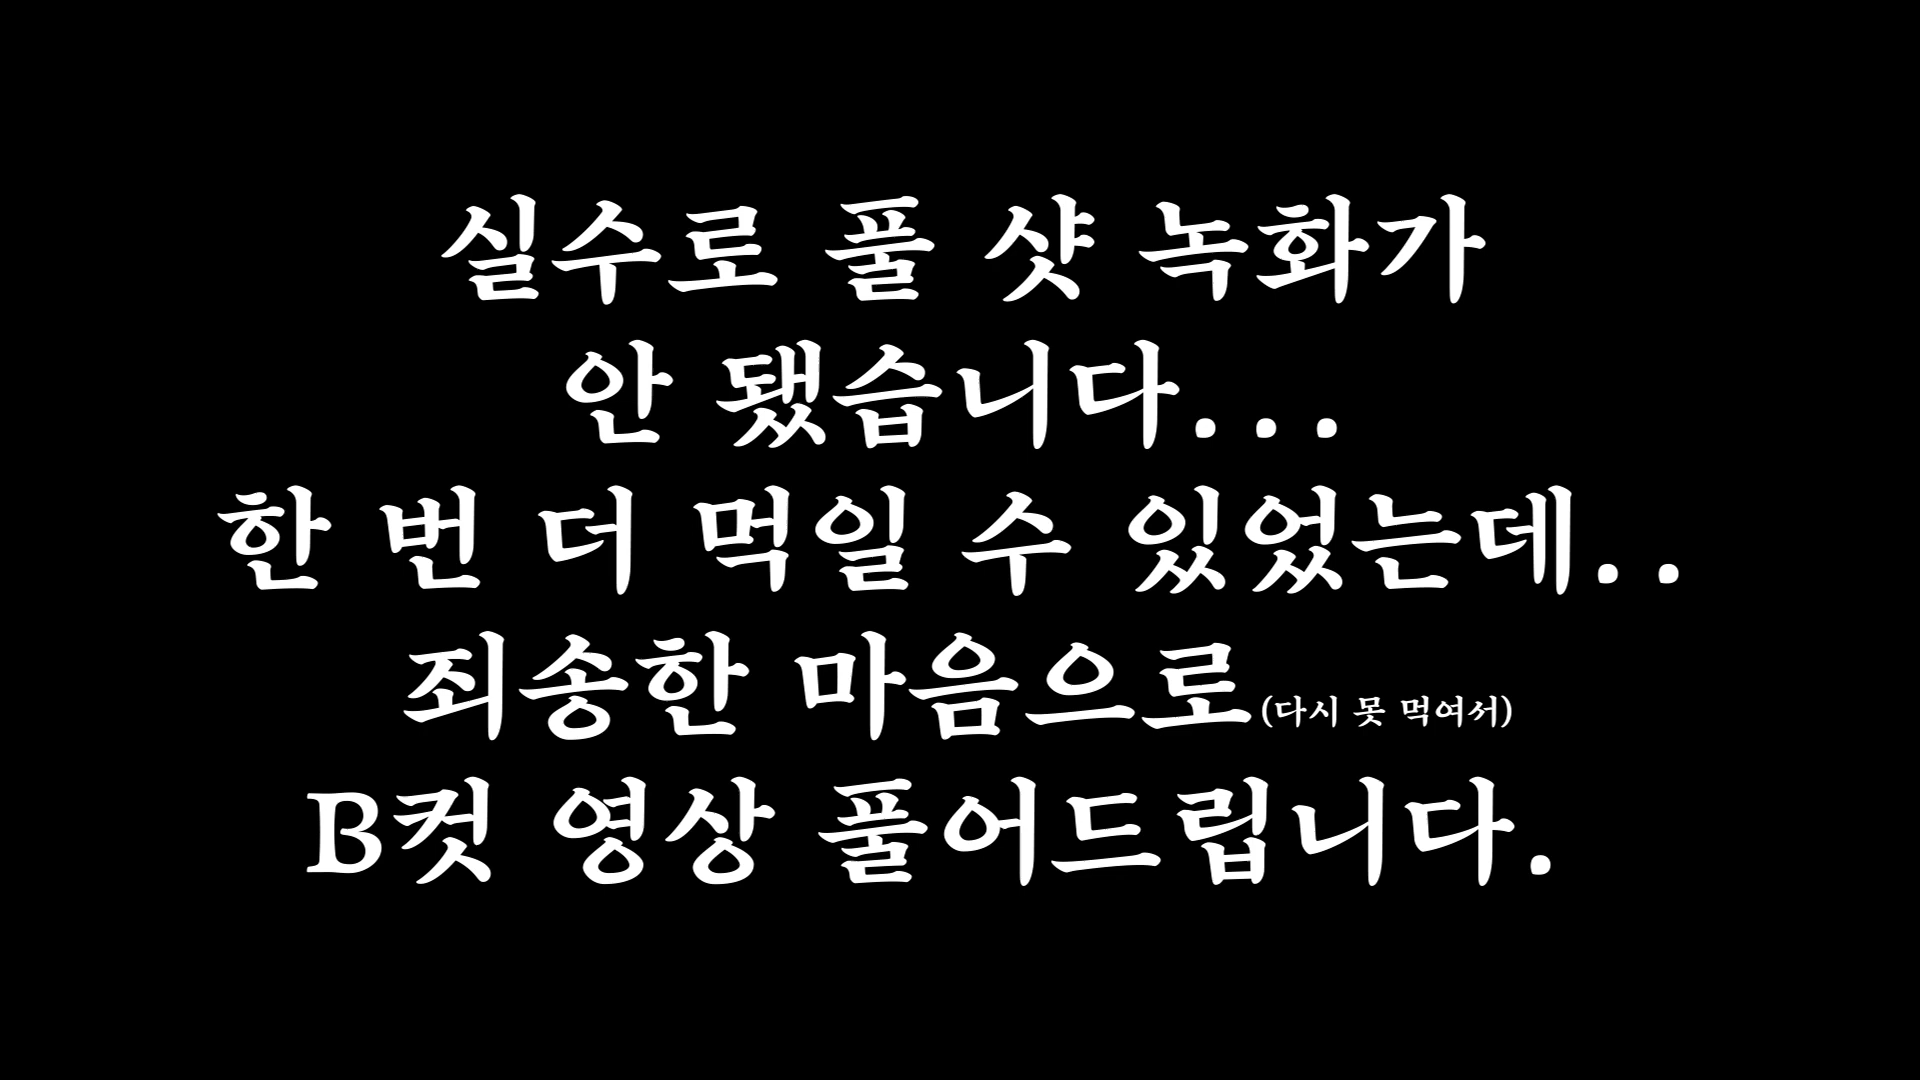 실수로 풀 샷 녹화가
안 됐습니다...
한 번 더 먹일 수 있었는데..
죄송한 마음으로(다시 못 먹여서)
B컷 영상 풀어드립니다.